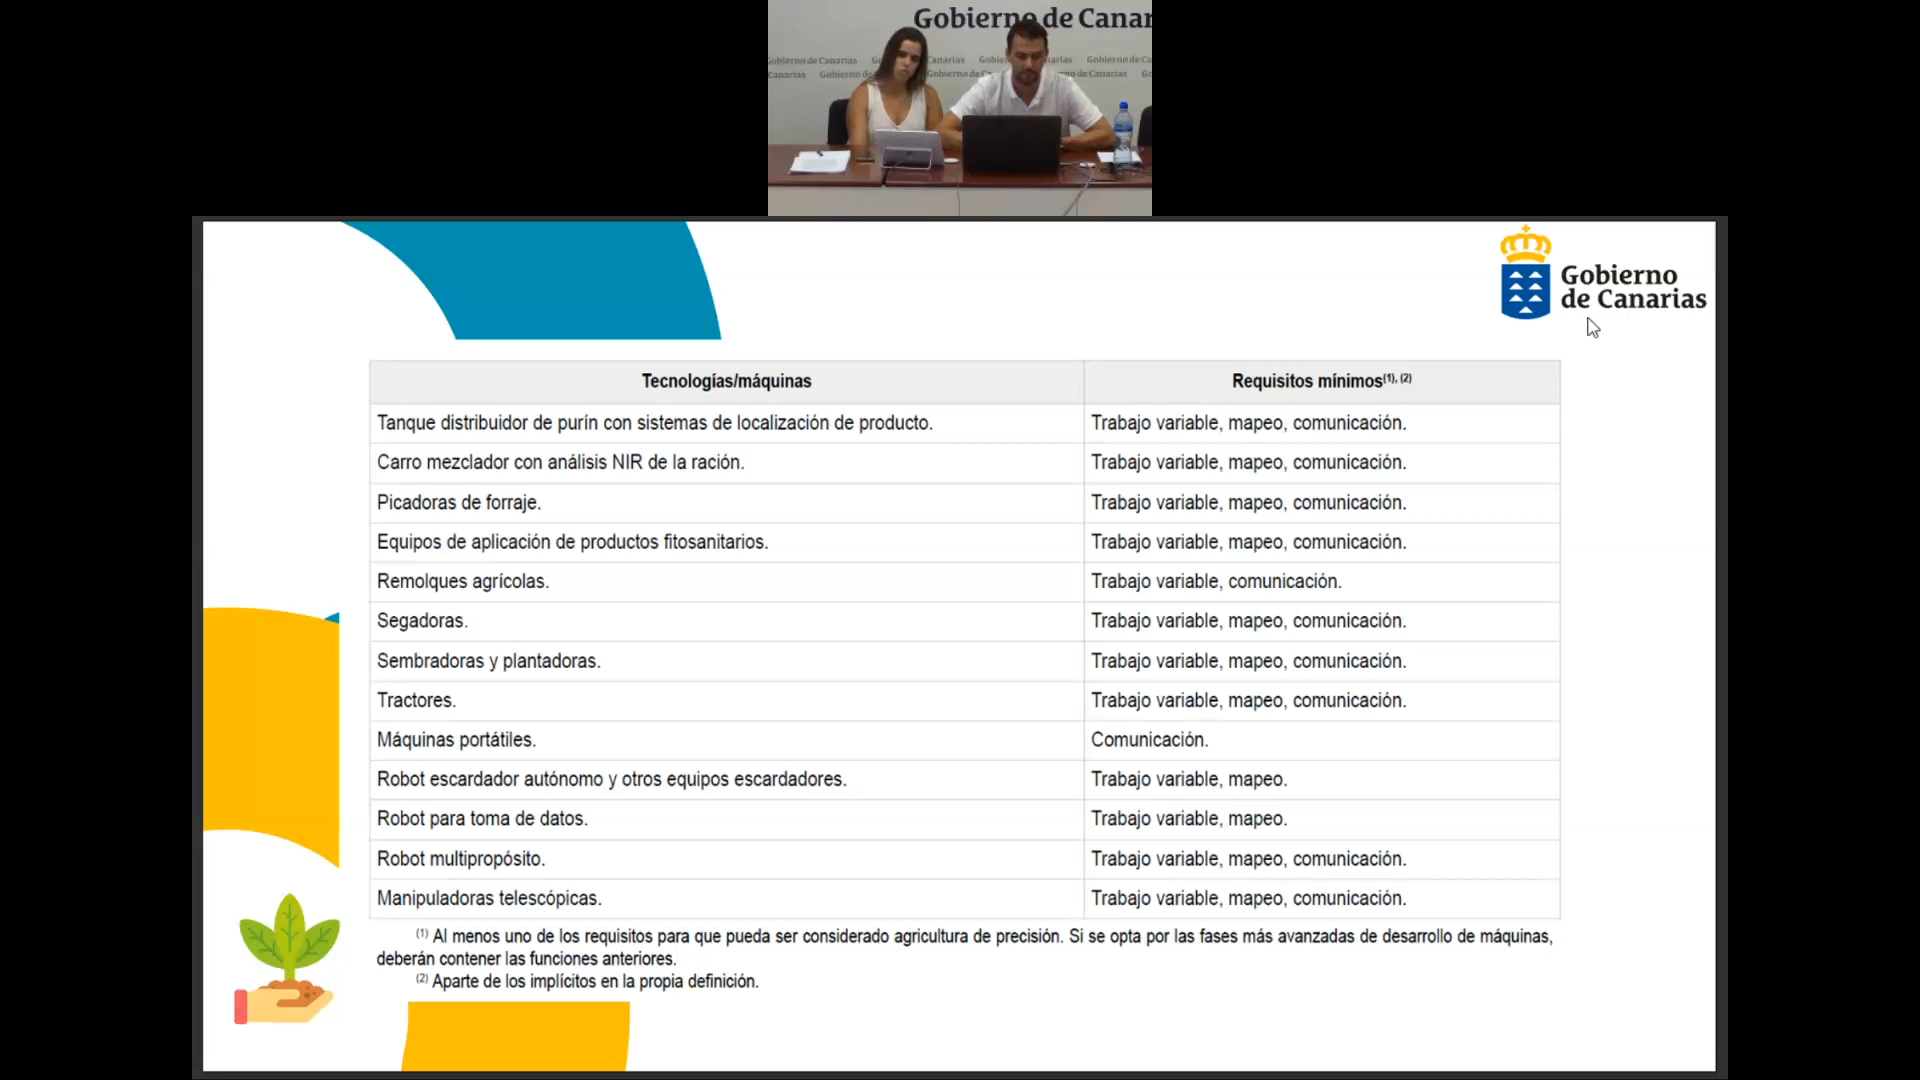 Gobierno de Canar
Gobierno de Canarias
Gobierno
de Canarias
Tecnologías/máquinas Requisitos mínimos(1), (2)
Tanque distribuidor de purín con sistemas de localización de producto. Trabajo variable, mapeo, comunicación.
Carro mezclador con análisis NIR de la ración. Trabajo variable, mapeo, comunicación.
Picadoras de forraje. Trabajo variable, mapeo, comunicación.
Equipos de aplicación de productos fitosanitarios. Trabajo variable, mapeo, comunicación.
Remolques agrícolas. Trabajo variable, comunicación.
Segadoras. Trabajo variable, mapeo, comunicación.
Sembradoras y plantadoras. Trabajo variable, mapeo, comunicación.
Tractores. Trabajo variable, mapeo, comunicación.
Máquinas portátiles. Comunicación.
Robot escardador autónomo y otros equipos escardadores. Trabajo variable, mapeo.
Robot para toma de datos. Trabajo variable, mapeo.
Robot multipropósito. Trabajo variable, mapeo, comunicación.
Manipuladoras telescópicas. Trabajo variable, mapeo, comunicación.
(1) Al menos uno de los requisitos para que pueda ser considerado agricultura de precisión. Si se opta por las fases más avanzadas de desarrollo de máquinas,
deberán contener las funciones anteriores.
(2) Aparte de los implícitos en la propia definición.